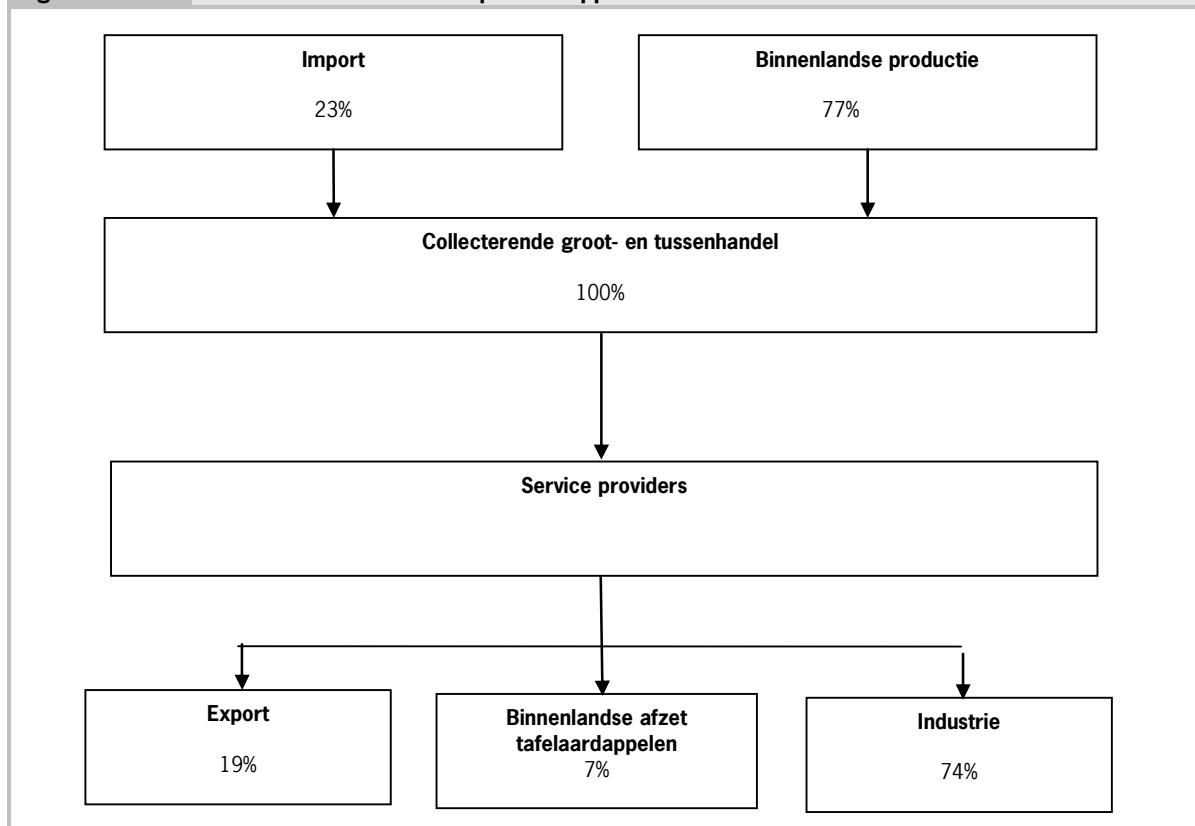 Import
23%
Binnenlandse productie
77%
Collecterende groot- en tussenhandel
100%
Service providers
Export
19%
Binnenlandse afzet
tafelaardappelen
7%
Industrie
74%